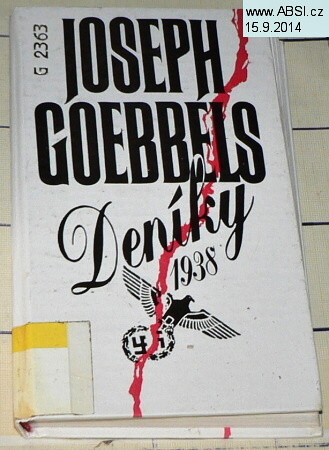 www.ABSI.cz
15.9.2014
G 2363
JOSEPH
GOEBBELS
Deníky
1938